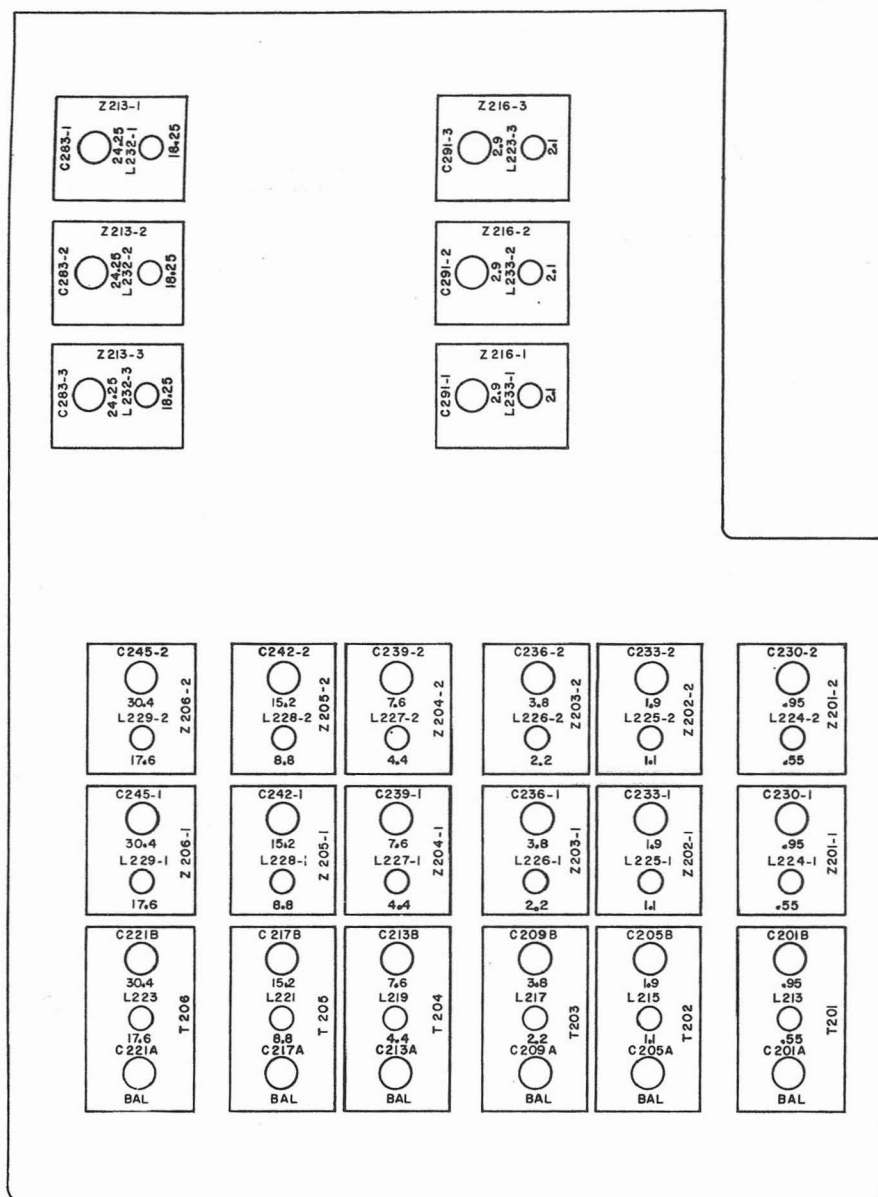 Z213-1
C283-1
24.25
L232-1
18.25
Z216-3
C291-3
2.9
L223-3
2.1
Z213-2
C283-2
24.25
L232-2
18.25
Z216-2
C291-2
2.9
L233-2
2.1
Z213-3
C283-3
24.25
L232-3
18.25
Z216-1
C291-1
2.9
L233-1
2.1
C245-2
30.4
L229-2
17.6
Z206-2
C242-2
15.2
L228-2
8.8
Z205-2
C239-2
7.6
L227-2
4.4
Z204-2
C236-2
3.8
L226-2
2.2
Z203-2
C233-2
1.9
L225-2
1.1
Z202-2
C230-2
.95
L224-2
.55
Z201-2
C245-1
30.4
L229-1
17.6
Z206-1
C242-1
15.2
L228-1
8.8
Z205-1
C239-1
7.6
L227-1
4.4
Z204-1
C236-1
3.8
L226-1
2.2
Z203-1
C233-1
1.9
L225-1
1.1
Z202-1
C230-1
.95
L224-1
.55
Z201-1
C221B
30.4
L223
17.6
C221A
BAL
T206
C217B
15.2
L221
8.8
C217A
BAL
T205
C213B
7.6
L219
4.4
C213A
BAL
T204
C209B
3.8
L217
2.2
C209A
BAL
T203
C205B
1.9
L215
1.1
C205A
BAL
T202
C201B
.95
L213
.55
C201A
BAL
T201